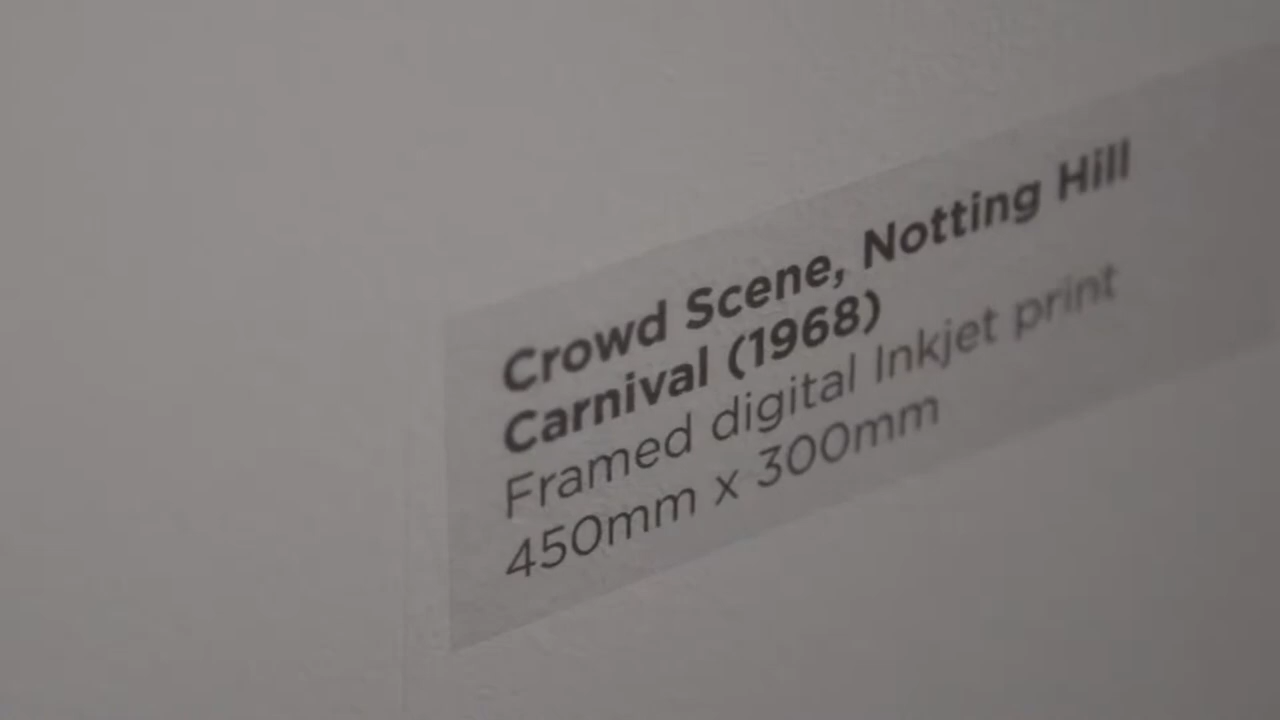 Crowd Scene, Notting Hill
Carnival (1968)
Framed digital Inkjet print
450mm x 300mm